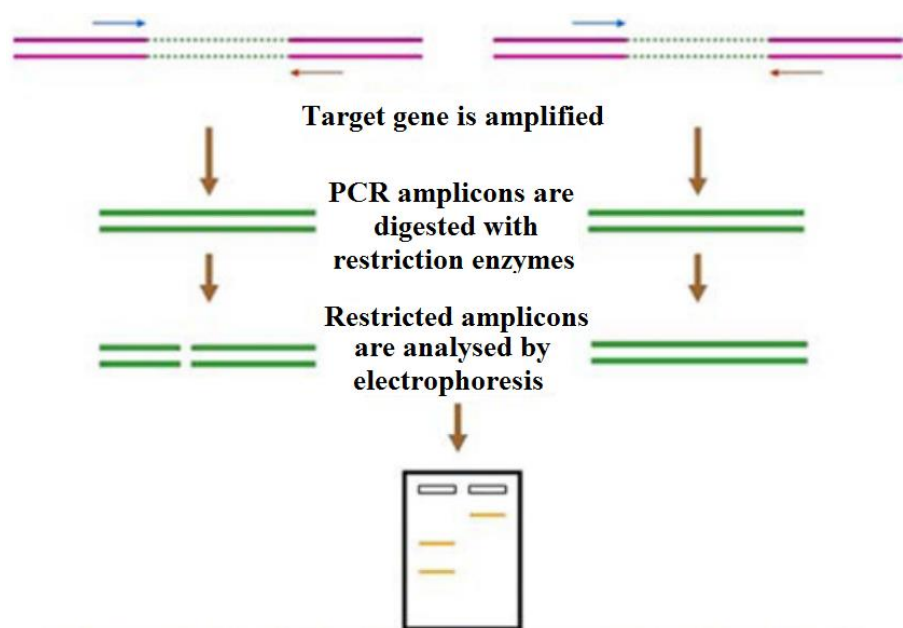 Target gene is amplified
PCR amplicons are
digested with
restriction enzymes
Restricted amplicons
are analysed by
electrophoresis